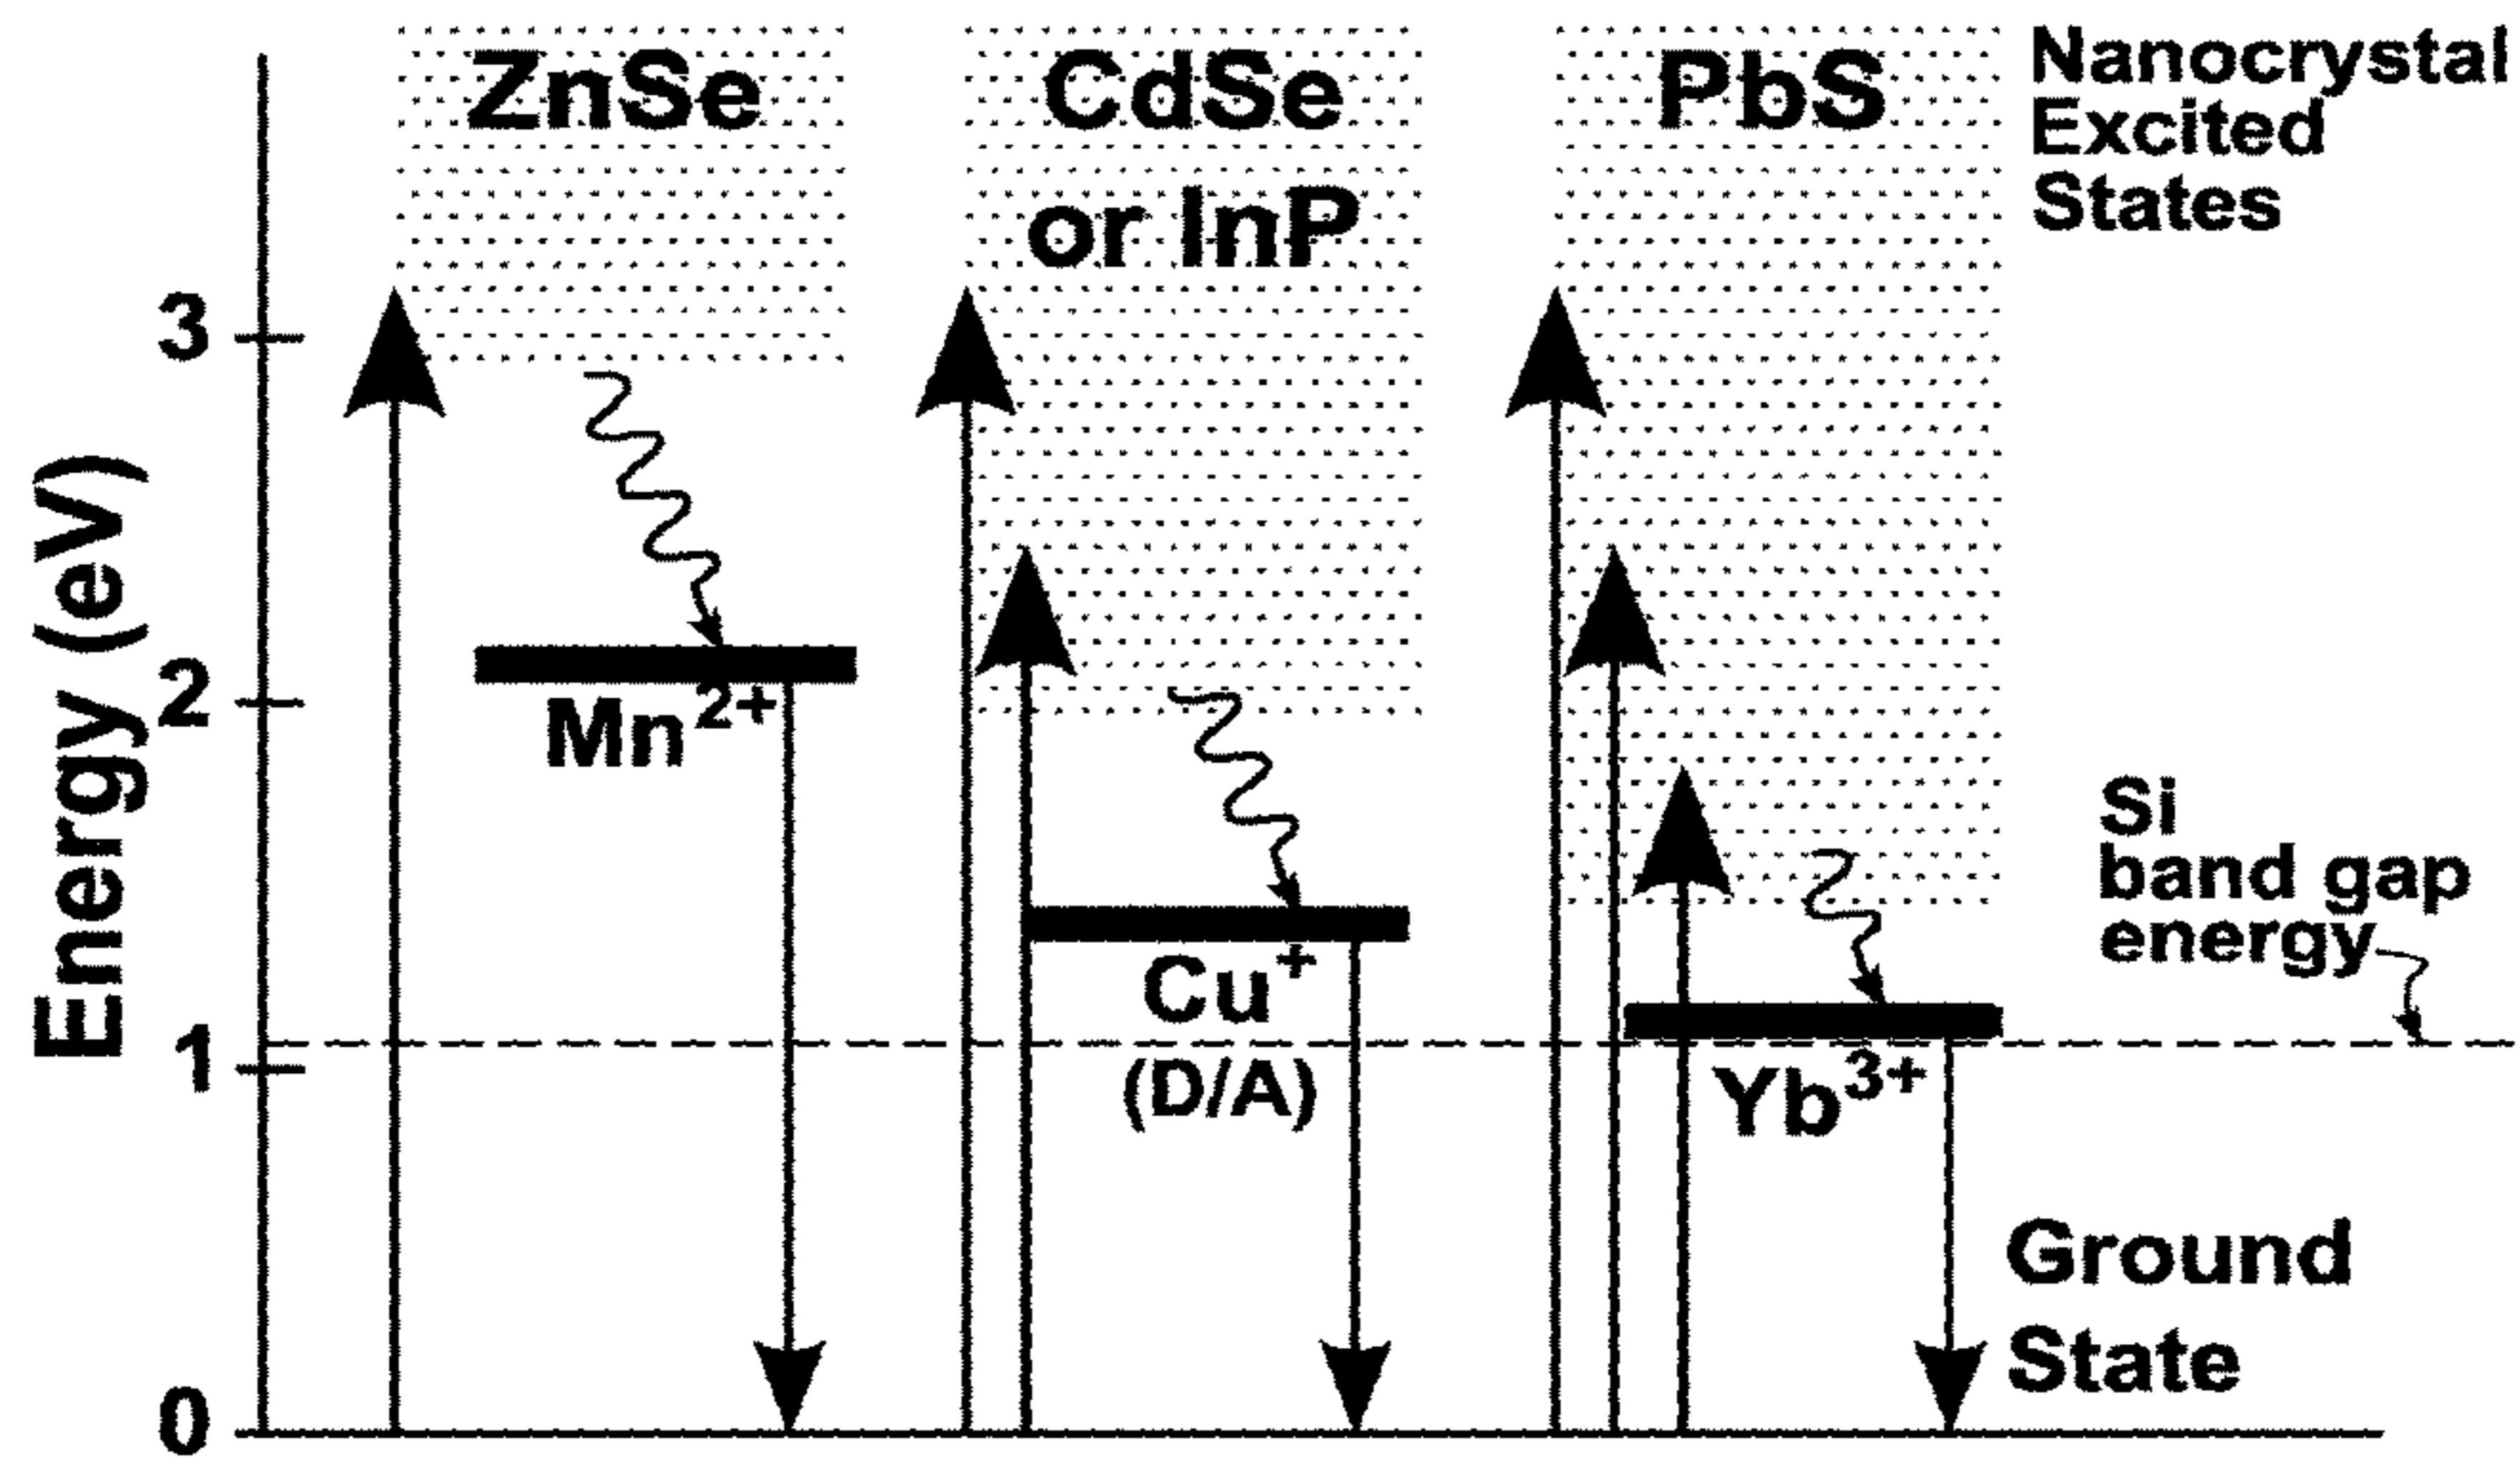 ZnSe
CdSe
or InP
PbS
Nanocrystal
Excited
States
Energy (eV)
3
2
1
0
Mn²⁺
Cu⁺
(D/A)
Yb³⁺
Si
band gap
energy
Ground
State